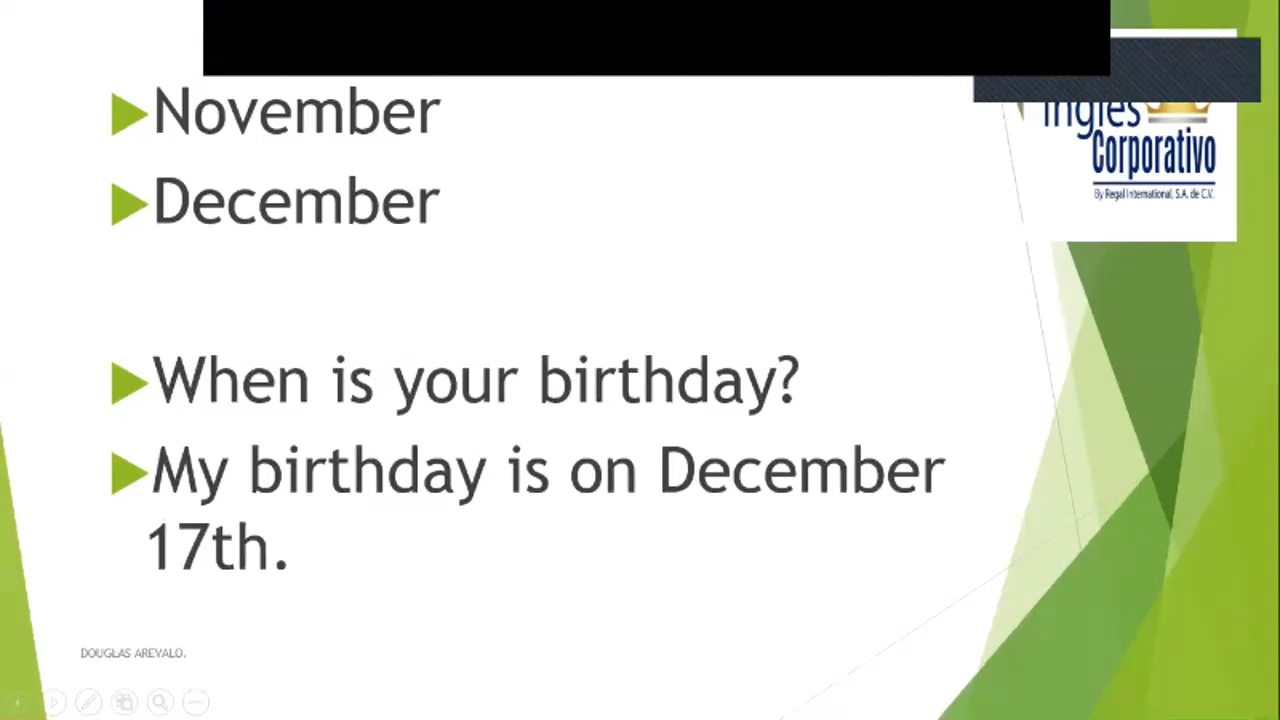 November
December
Inglés
Corporativo
By Regal International, S.A. de C.V.
When is your birthday?
My birthday is on December
17th.
DOUGLAS AREVALO.